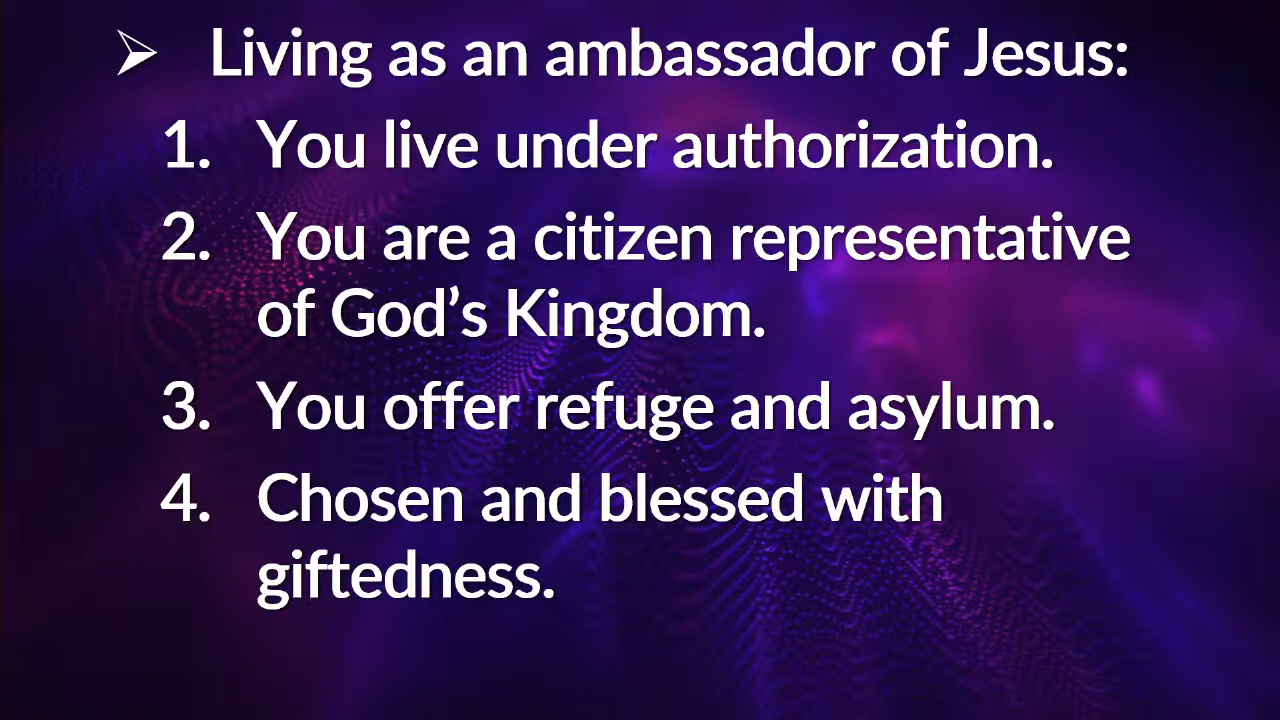 ➢ Living as an ambassador of Jesus:
1. You live under authorization.
2. You are a citizen representative
of God’s Kingdom.
3. You offer refuge and asylum.
4. Chosen and blessed with
giftedness.